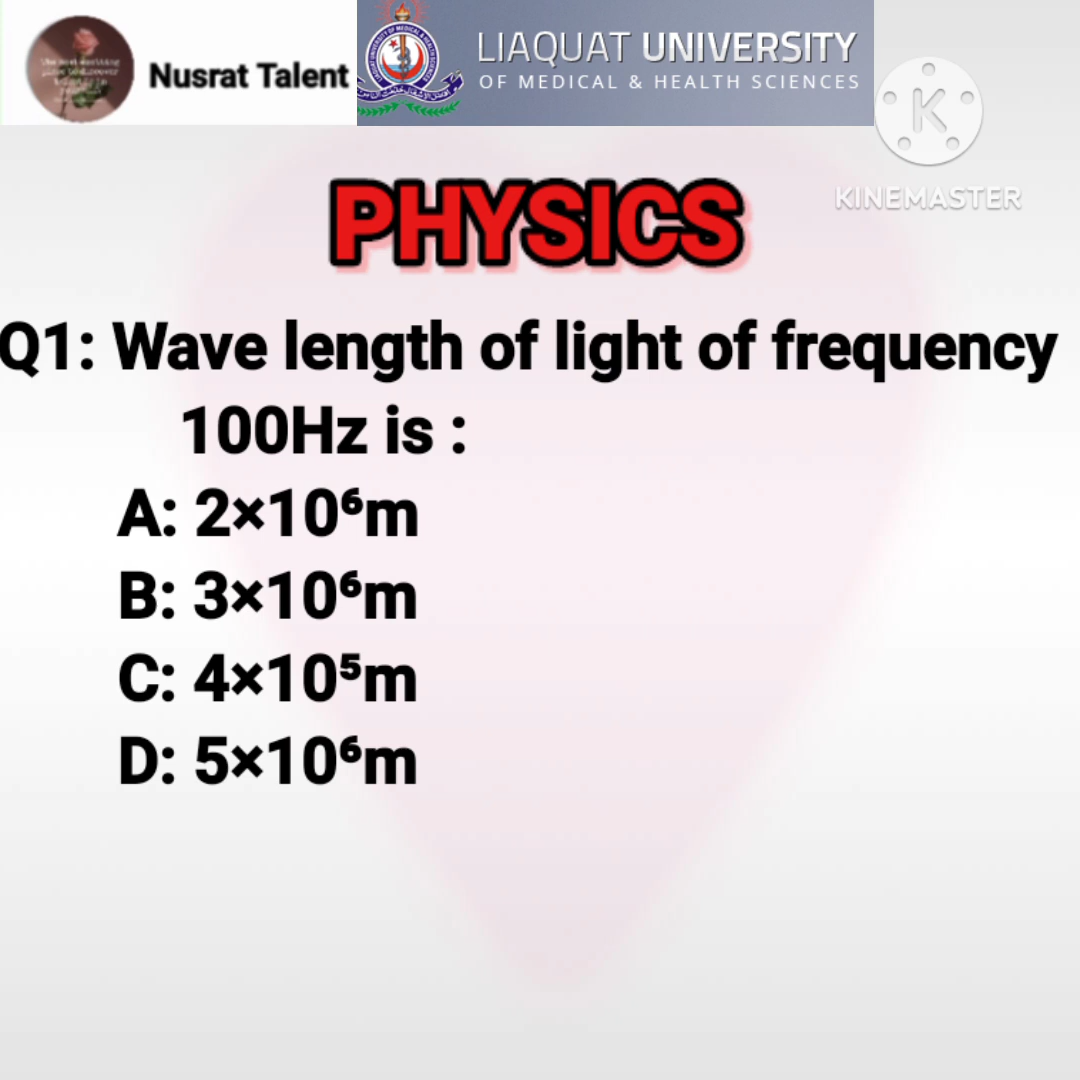 Nusrat Talent
LIAQUAT UNIVERSITY
OF MEDICAL & HEALTH SCIENCES
K
KINEMASTER
PHYSICS
Q1: Wave length of light of frequency
100Hz is :
A: 2×10⁶m
B: 3×10⁶m
C: 4×10⁵m
D: 5×10⁶m